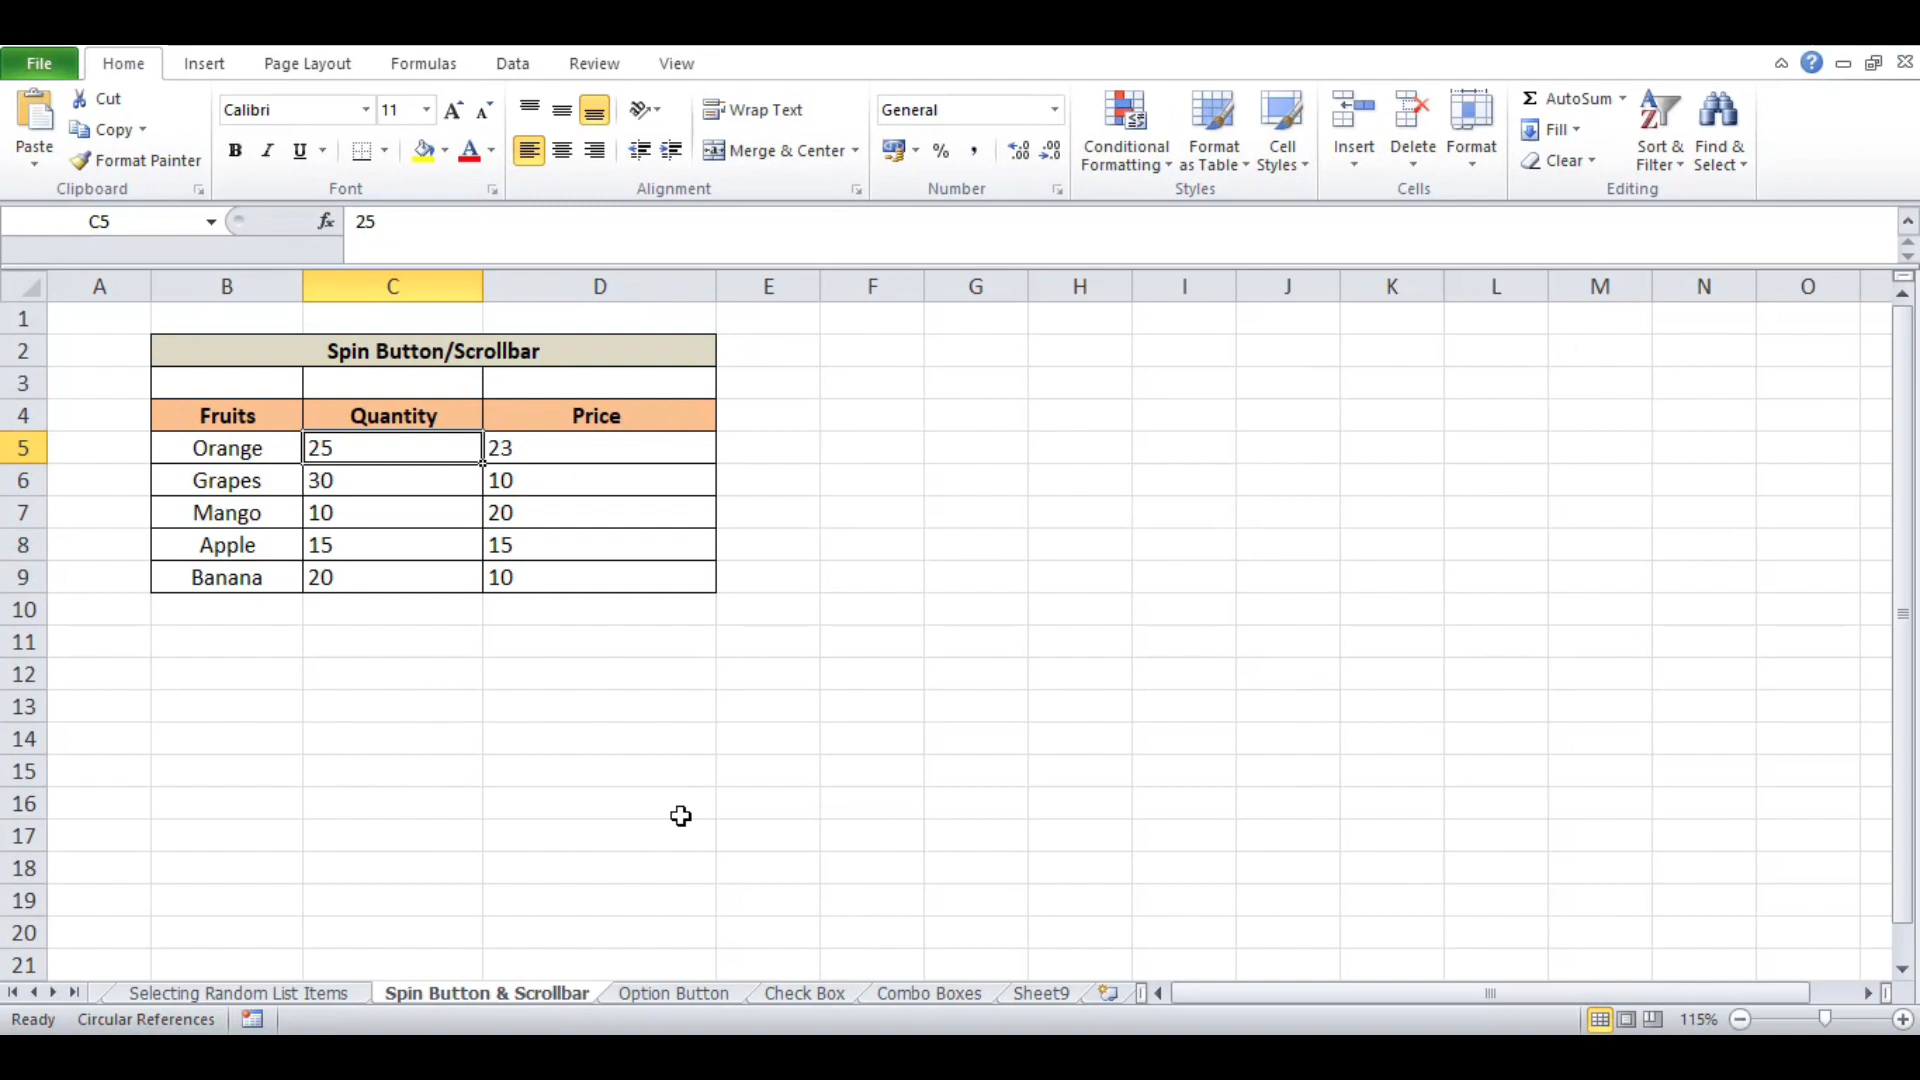 File Home Insert Page Layout Formulas Data Review View
Paste
Cut
Copy
Format Painter
Clipboard
Calibri 11 A A
B I U A
Font
Wrap Text
Merge & Center
Alignment
General
% ,
Number
Conditional Formatting
Format as Table
Cell Styles
Styles
Insert Delete Format
Cells
Σ AutoSum
Fill
Clear
Sort & Filter
Find & Select
Editing
C5 fx 25
A B C D E F G H I J K L M N O
1
2 Spin Button/Scrollbar
3
4 Fruits Quantity Price
5 Orange 25 23
6 Grapes 30 10
7 Mango 10 20
8 Apple 15 15
9 Banana 20 10
10
11
12
13
14
15
16
17
18
19
20
21
Selecting Random List Items Spin Button & Scrollbar Option Button Check Box Combo Boxes Sheet9
Ready Circular References 115%